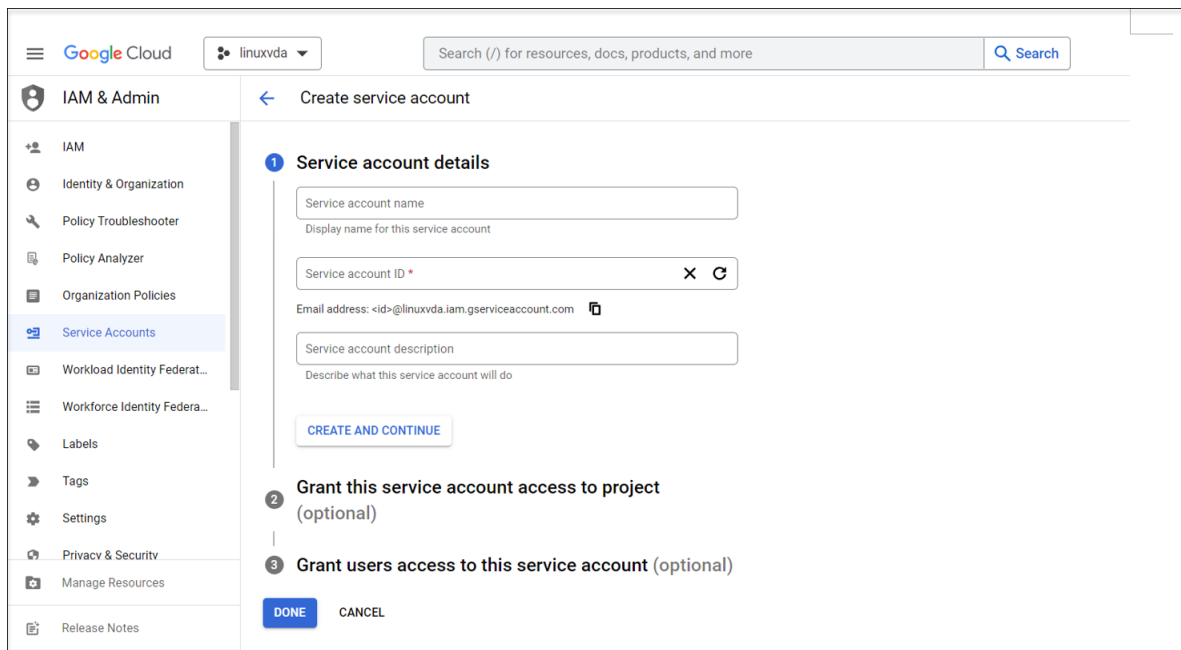 Google Cloud
linuxvda
Search (/) for resources, docs, products, and more
Search
IAM & Admin
Create service account
IAM
Identity & Organization
Policy Troubleshooter
Policy Analyzer
Organization Policies
Service Accounts
Workload Identity Federat...
Workforce Identity Federa...
Labels
Tags
Settings
Privacy & Security
Manage Resources
Release Notes
1 Service account details
Service account name
Display name for this service account
Service account ID *
Email address: <id>@linuxvda.iam.gserviceaccount.com
Service account description
Describe what this service account will do
CREATE AND CONTINUE
2 Grant this service account access to project
(optional)
3 Grant users access to this service account (optional)
DONE CANCEL